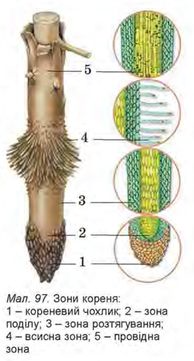 5
4
3
2
1
Мал. 97. Зони кореня:
1 – кореневий чохлик; 2 – зона
поділу; 3 – зона розтягування;
4 – всисна зона; 5 – провідна
зона